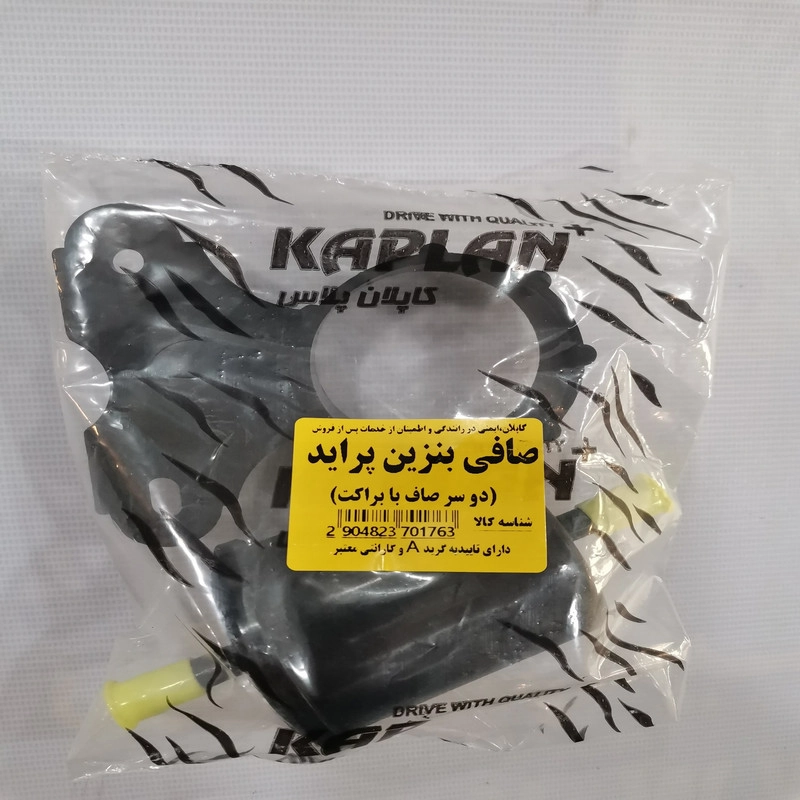 DRIVE WITH QUALITY
KAPLAN+
کاپلان پلاس
کاپلان،ایمنی در رانندگی و اطمینان از خدمات پس از فروش
صافی بنزین پراید
(دو سر صاف با براکت)
شناسه کالا
2 904823 701763
دارای تاییدیه گرید A و گارانتی معتبر
DRIVE WITH QUALITY